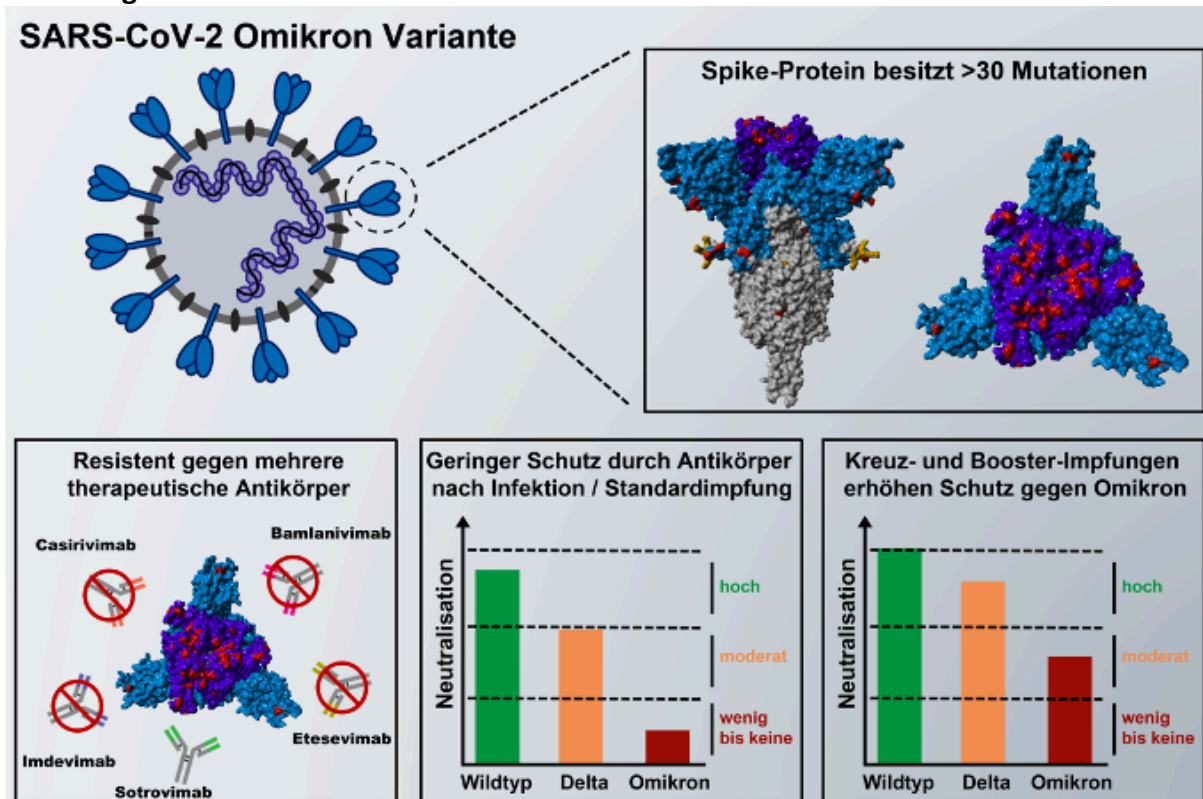 SARS-CoV-2 Omikron Variante
Spike-Protein besitzt >30 Mutationen
Resistent gegen mehrere
therapeutische Antikörper
Casirivimab
Bamlanivimab
Imdevimab
Etesevimab
Sotrovimab
Geringer Schutz durch Antikörper
nach Infektion / Standardimpfung
Neutralisation
hoch
moderat
wenig
bis keine
Wildtyp Delta Omikron
Kreuz- und Booster-Impfungen
erhöhen Schutz gegen Omikron
Neutralisation
hoch
moderat
wenig
bis keine
Wildtyp Delta Omikron